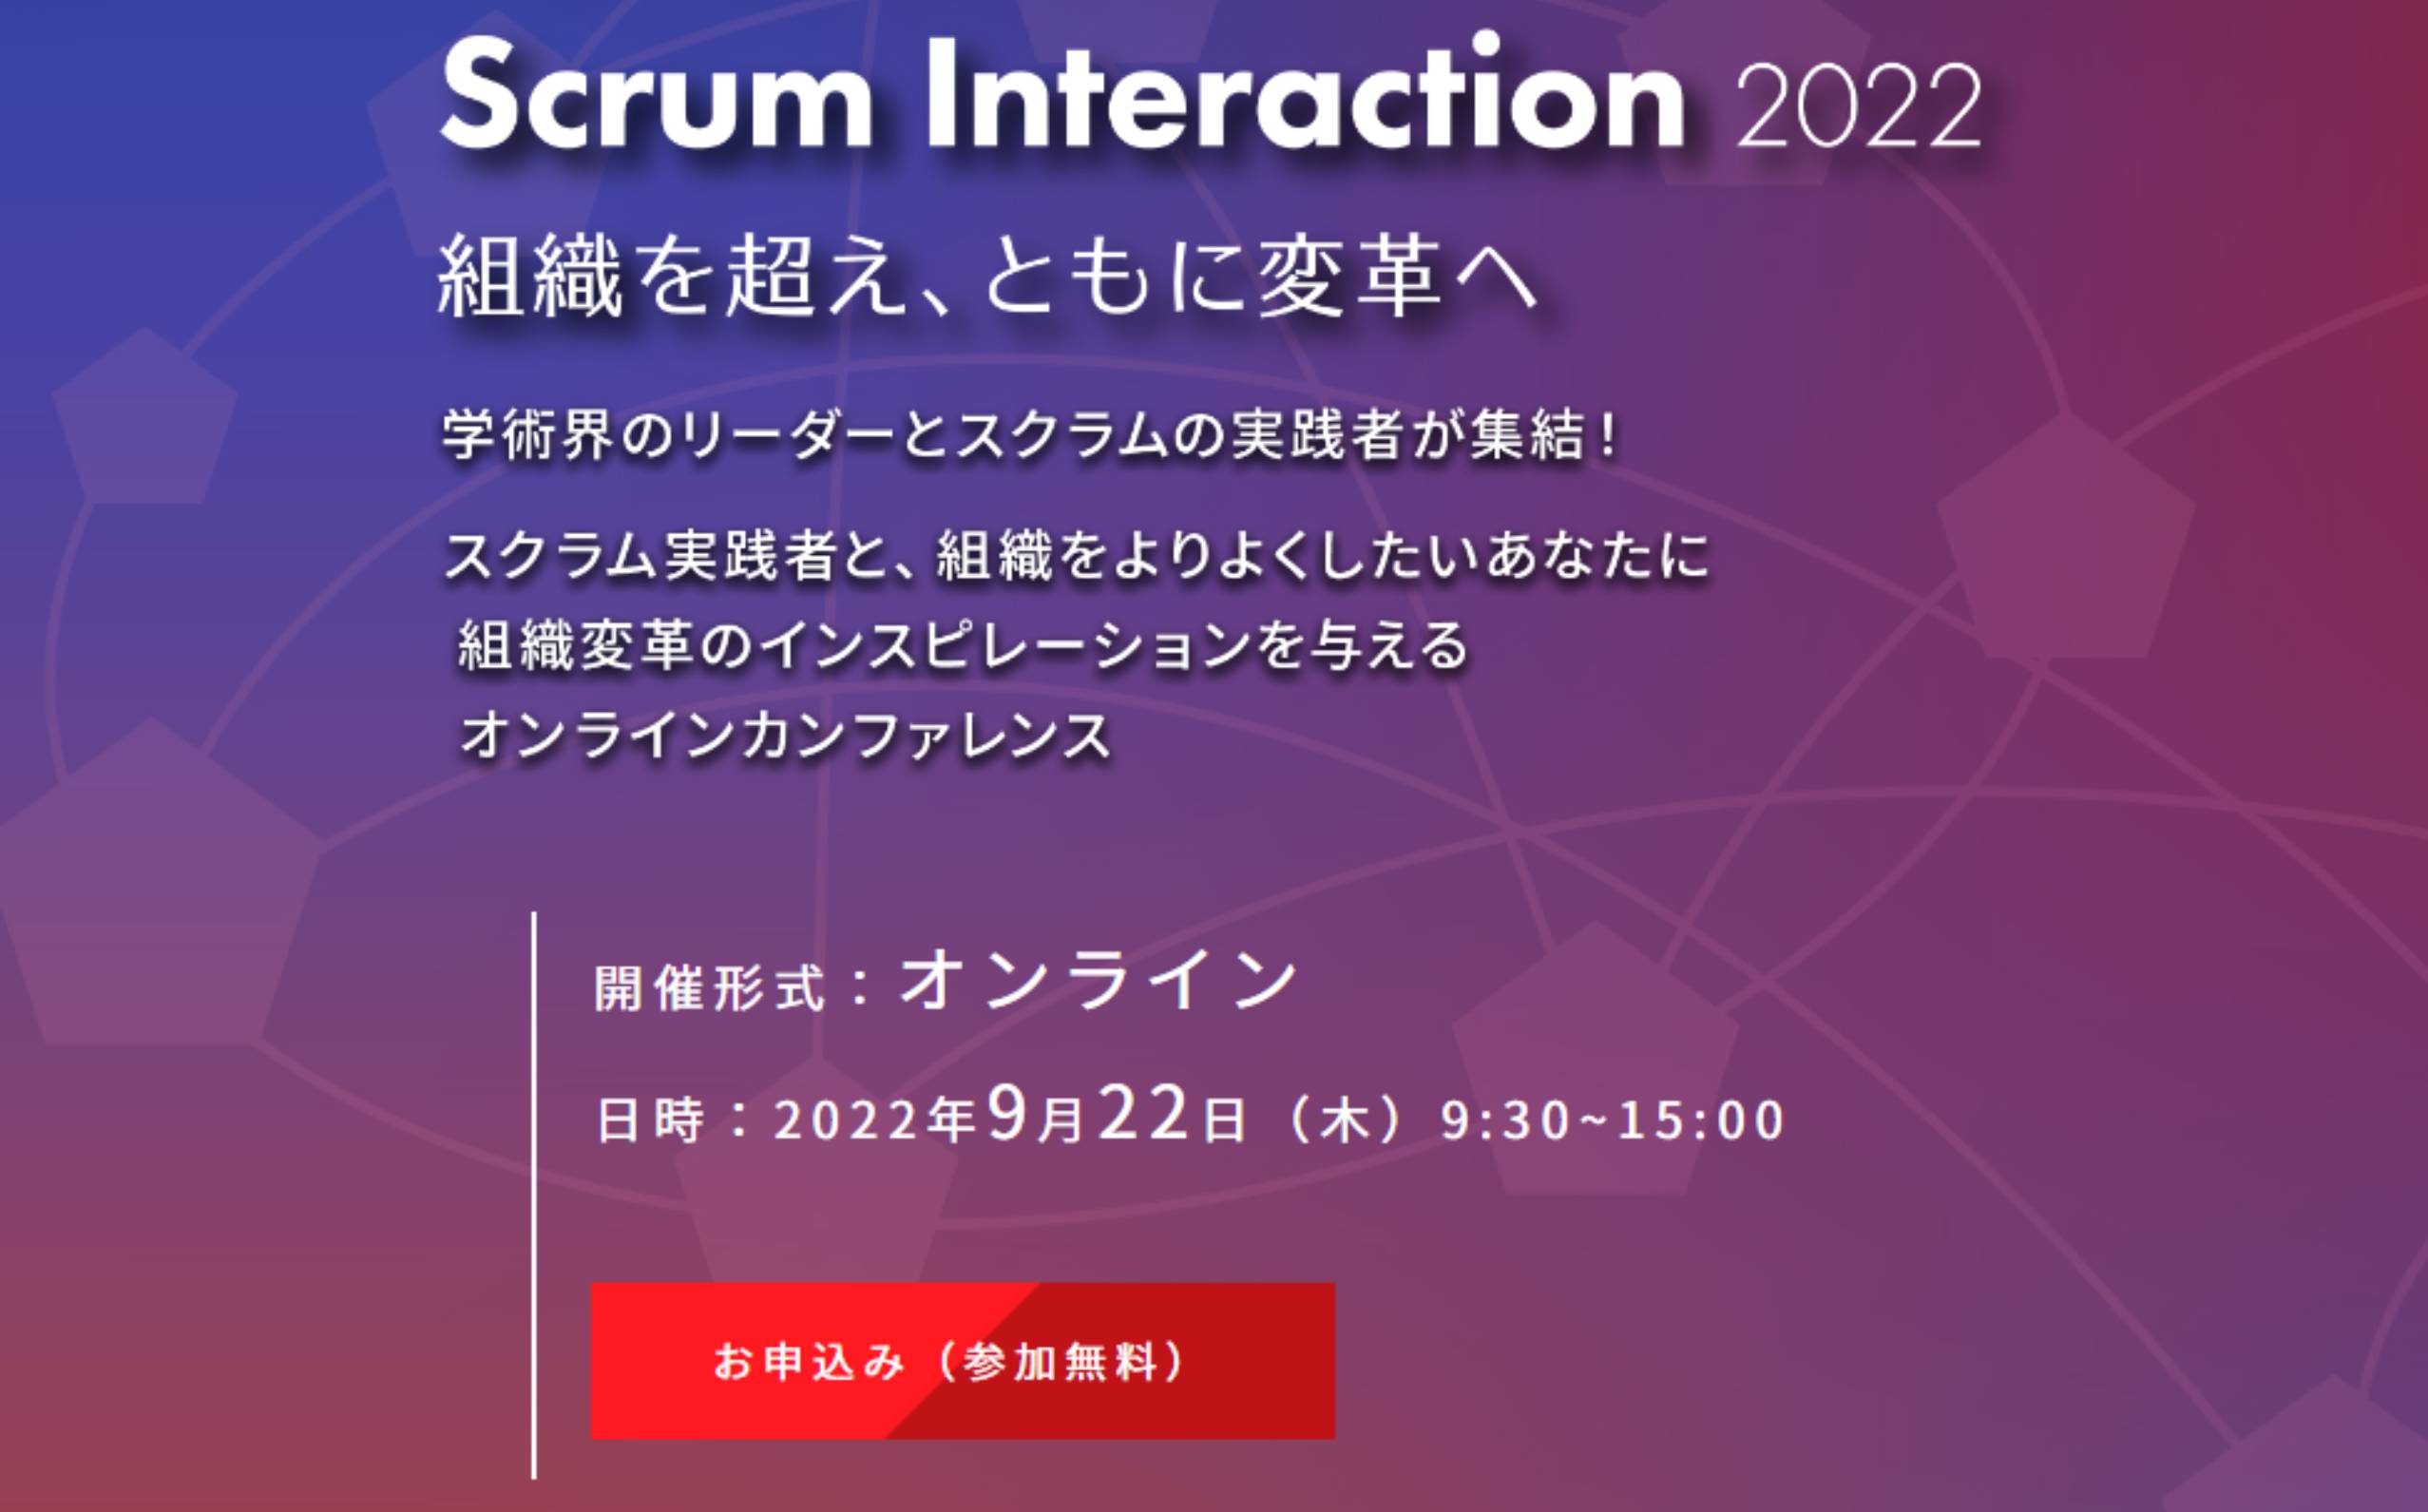 Scrum Interaction 2022
組織を超え、ともに変革へ
学術界のリーダーとスクラムの実践者が集結！
スクラム実践者と、組織をよりよくしたいあなたに
組織変革のインスピレーションを与える
オンラインカンファレンス
開催形式：オンライン
日時：2022年9月22日（木）9:30~15:00
お申込み（参加無料）